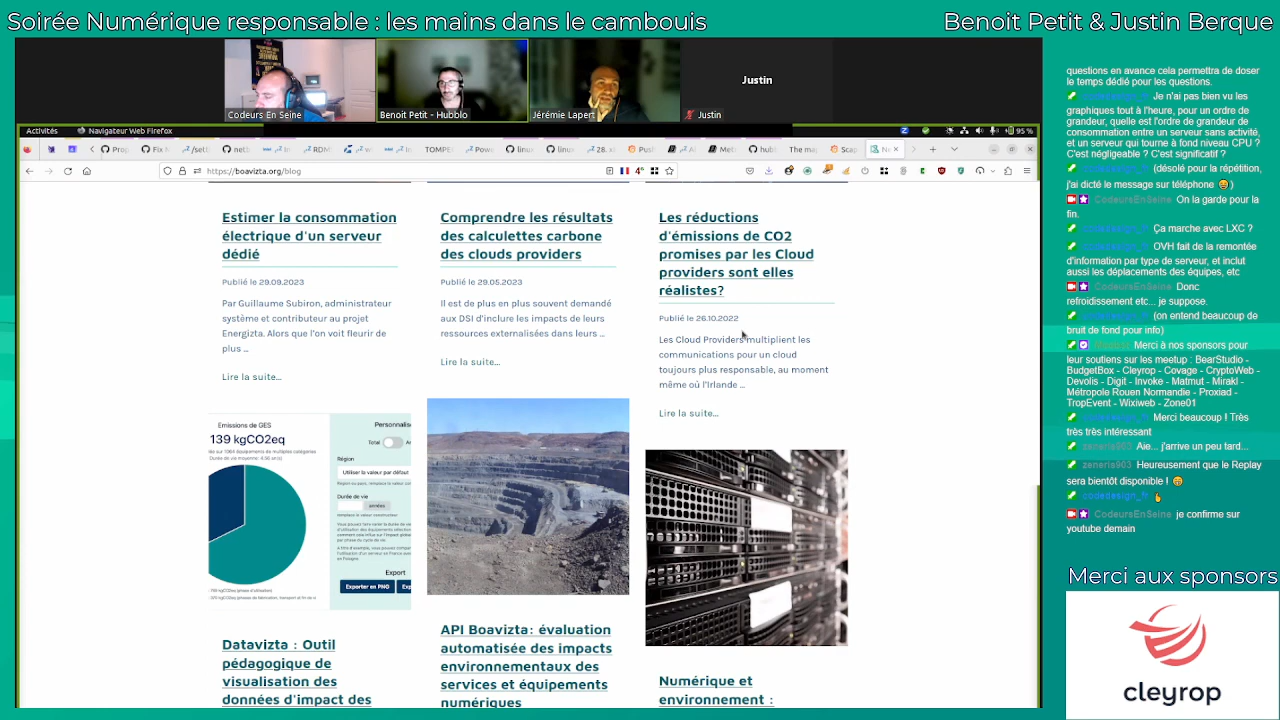 Soirée Numérique responsable : les mains dans le cambouis
Benoit Petit & Justin Berque
Codeurs En Seine
Benoit Petit - Hubblo
Jérémie Lapert
Justin
Justin
Activités
Navigateur Web Firefox
95 %
https://boavizta.org/blog
Estimer la consommation
électrique d'un serveur
dédié
Publié le 29.09.2023
Par Guillaume Subiron, administrateur
système et contributeur au projet
Energizta. Alors que l'on voit fleurir de
plus ...
Lire la suite...
Comprendre les résultats
des calculettes carbone
des clouds providers
Publié le 29.05.2023
Il est de plus en plus souvent demandé
aux DSI d'inclure les impacts de leurs
ressources externalisées dans leurs ...
Lire la suite...
Les réductions
d'émissions de CO2
promises par les Cloud
providers sont elles
réalistes?
Publié le 26.10.2022
Les Cloud Providers multiplient les
communications pour un cloud
toujours plus responsable, au moment
même où l'Irlande ...
Lire la suite...
Emissions de GES
139 kgCO2eq
Personnalise
Total
Région
Utiliser la valeur par défaut
Durée de vie
années
Export
Exporter en PNG
Datavizta : Outil
pédagogique de
visualisation des
données d'impact des
API Boavizta: évaluation
automatisée des impacts
environnementaux des
services et équipements
numériques
Numérique et
environnement :
questions en avance cela permettra de doser
le temps dédié pour les questions.
Je n'ai pas bien vu les
graphiques tout à l'heure, pour un ordre de
grandeur, quelle est l'ordre de grandeur de
consommation entre un serveur sans activité,
et un serveur qui tourne à fond niveau CPU ?
C'est négligeable ? C'est significatif ?
(désolé pour la répétition,
j'ai dicté le message sur téléphone )
CodeursEnSeine On la garde pour la
fin.
Ça marche avec LXC ?
OVH fait de la remontée
d'information par type de serveur, et inclut
aussi les déplacements des équipes, etc
CodeursEnSeine Donc
refroidissement etc... je suppose.
(on entend beaucoup de
bruit de fond pour info)
Merci à nos sponsors pour
leur soutiens sur les meetup : BearStudio -
BudgetBox - Cleyrop - Covage - CryptoWeb -
Devolis - Digit - Invoke - Matmut - Mirakl -
Métropole Rouen Normandie - Proxiad -
TropEvent - Wixiweb - Zone01
Merci beaucoup ! Très
très très intéressant
zeneris903 Aie... j'arrive un peu tard...
zeneris903 Heureusement que le Replay
sera bientôt disponible !
codedesign_fr
CodeursEnSeine je confirme sur
youtube demain
Merci aux spons
cleyrop